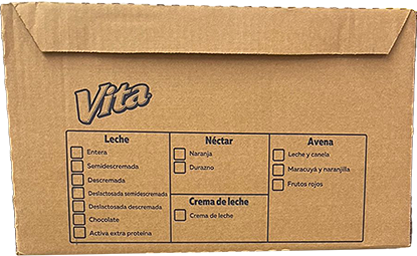 Vita
Leche
Entera
Semidescremada
Descremada
Deslactosada semidescremada
Deslactosada descremada
Chocolate
Activa extra proteína
Néctar
Naranja
Durazno
Crema de leche
Crema de leche
Avena
Leche y canela
Maracuyá y naranjilla
Frutos rojos